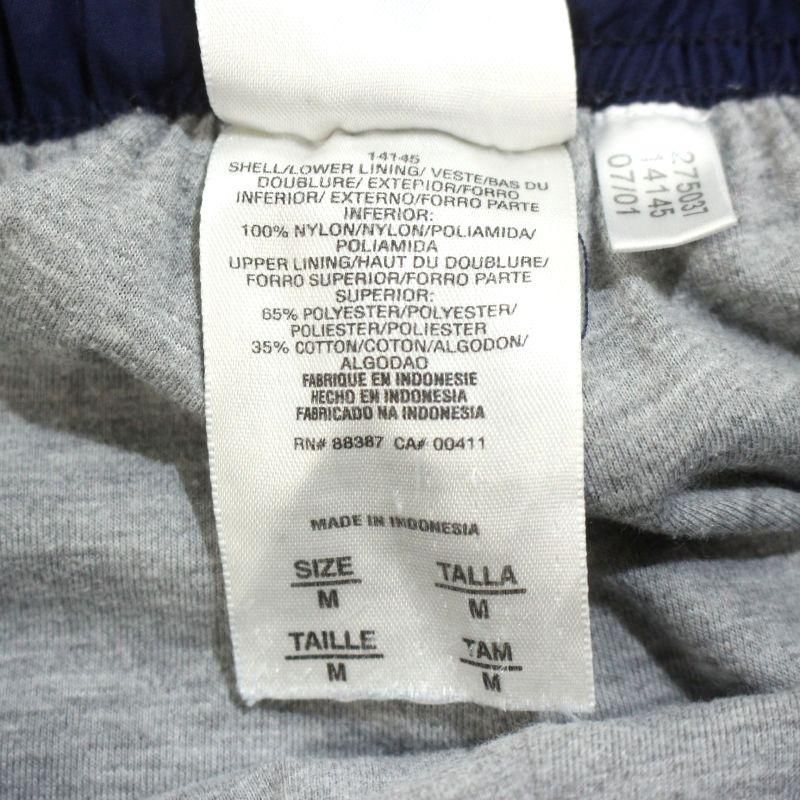 14145
SHELL/LOWER LINING/ VESTE/BAS DU
DOUBLURE/ EXTERIOR/FORRO
INFERIOR/ EXTERNO/FORRO PARTE
INFERIOR:
100% NYLON/NYLON/POLIAMIDA/
POLIAMIDA
UPPER LINING/HAUT DU DOUBLURE/
FORRO SUPERIOR/FORRO PARTE
SUPERIOR:
65% POLYESTER/POLYESTER/
POLIESTER/POLIESTER
35% COTTON/COTON/ALGODON/
ALGODAO
FABRIQUE EN INDONESIE
HECHO EN INDONESIA
FABRICADO NA INDONESIA
RN# 88387 CA# 00411
MADE IN INDONESIA
SIZE TALLA
M M
TAILLE TAM
M M
275037
14145
07/01